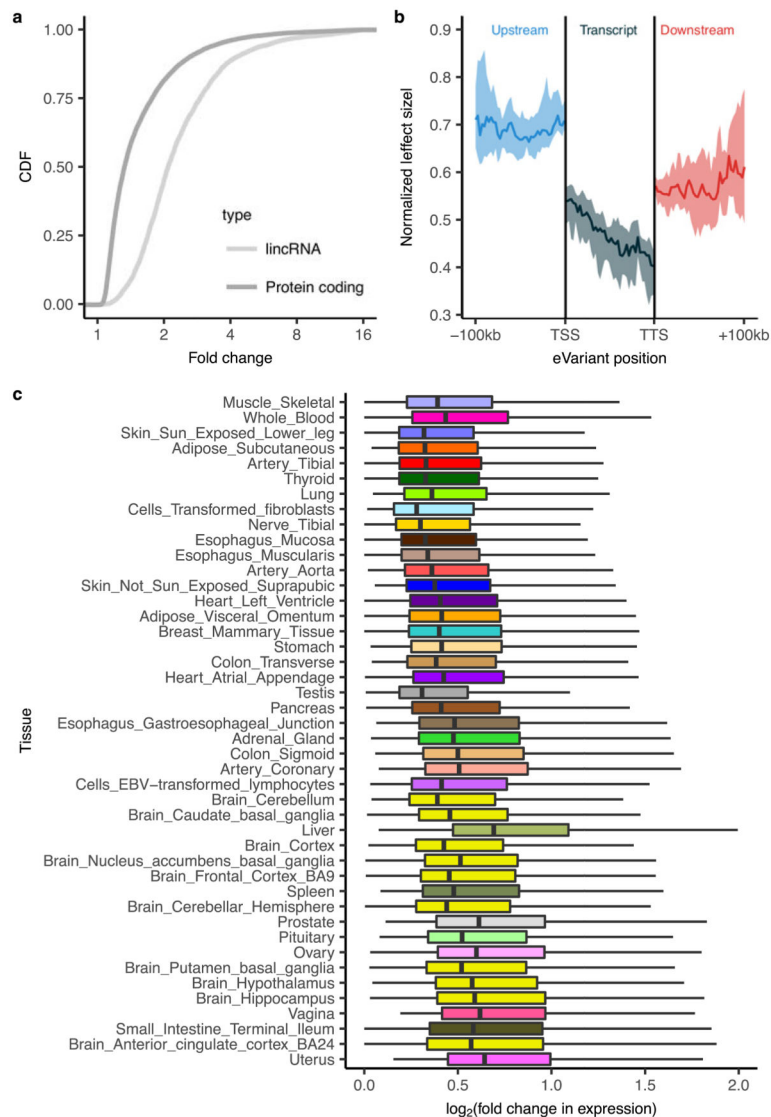 a
1.00
0.75
0.50
0.25
0.00
CDF
type
lincRNA
Protein coding
1
2
4
8
16
Fold change
b
Upstream
Transcript
Downstream
0.9
0.8
0.7
0.6
0.5
0.4
0.3
Normalized leffect sizel
−100kb
TSS
TTS
+100kb
eVariant position
c
Tissue
Muscle_Skeletal
Whole_Blood
Skin_Sun_Exposed_Lower_leg
Adipose_Subcutaneous
Artery_Tibial
Thyroid
Lung
Cells_Transformed_fibroblasts
Nerve_Tibial
Esophagus_Mucosa
Esophagus_Muscularis
Artery_Aorta
Skin_Not_Sun_Exposed_Suprapubic
Heart_Left_Ventricle
Adipose_Visceral_Omentum
Breast_Mammary_Tissue
Stomach
Colon_Transverse
Heart_Atrial_Appendage
Testis
Pancreas
Esophagus_Gastroesophageal_Junction
Adrenal_Gland
Colon_Sigmoid
Artery_Coronary
Cells_EBV−transformed_lymphocytes
Brain_Cerebellum
Brain_Caudate_basal_ganglia
Liver
Brain_Cortex
Brain_Nucleus_accumbens_basal_ganglia
Brain_Frontal_Cortex_BA9
Spleen
Brain_Cerebellar_Hemisphere
Prostate
Pituitary
Ovary
Brain_Putamen_basal_ganglia
Brain_Hypothalamus
Brain_Hippocampus
Vagina
Small_Intestine_Terminal_Ileum
Brain_Anterior_cingulate_cortex_BA24
Uterus
0.0
0.5
1.0
1.5
2.0
log₂(fold change in expression)